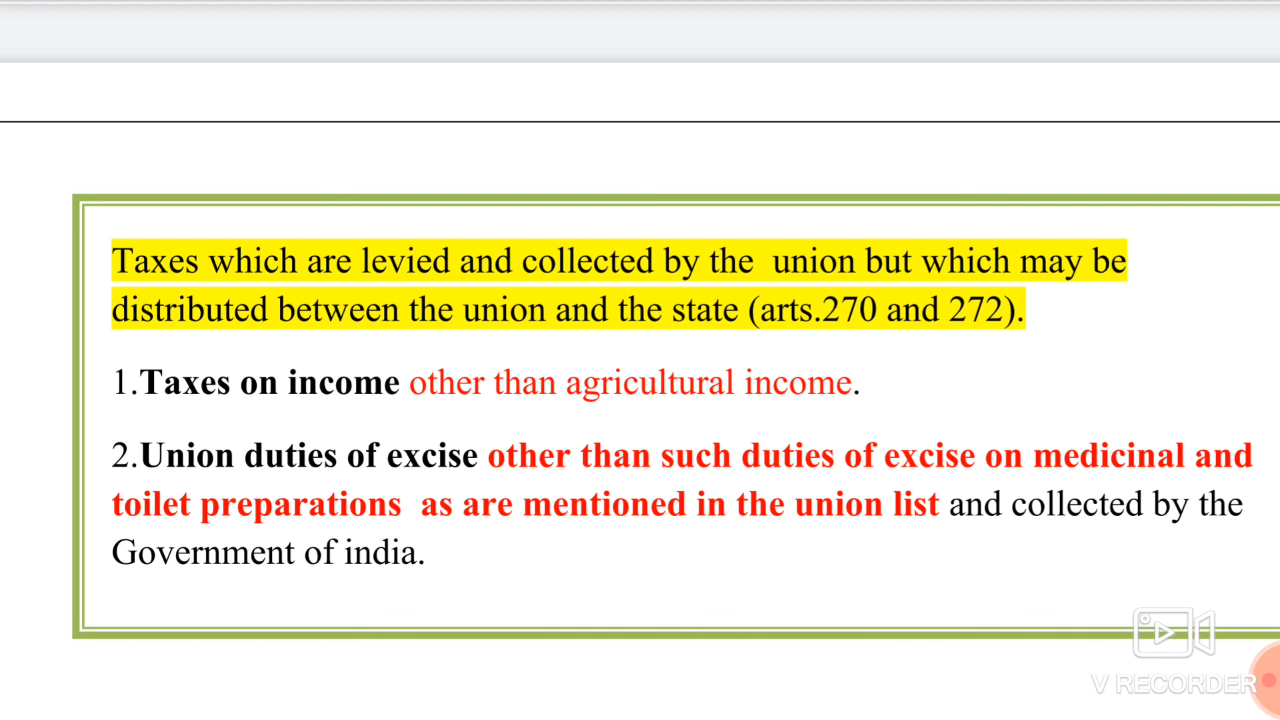 Taxes which are levied and collected by the union but which may be
distributed between the union and the state (arts.270 and 272).
1.Taxes on income other than agricultural income.
2.Union duties of excise other than such duties of excise on medicinal and
toilet preparations as are mentioned in the union list and collected by the
Government of india.
V RECORDER